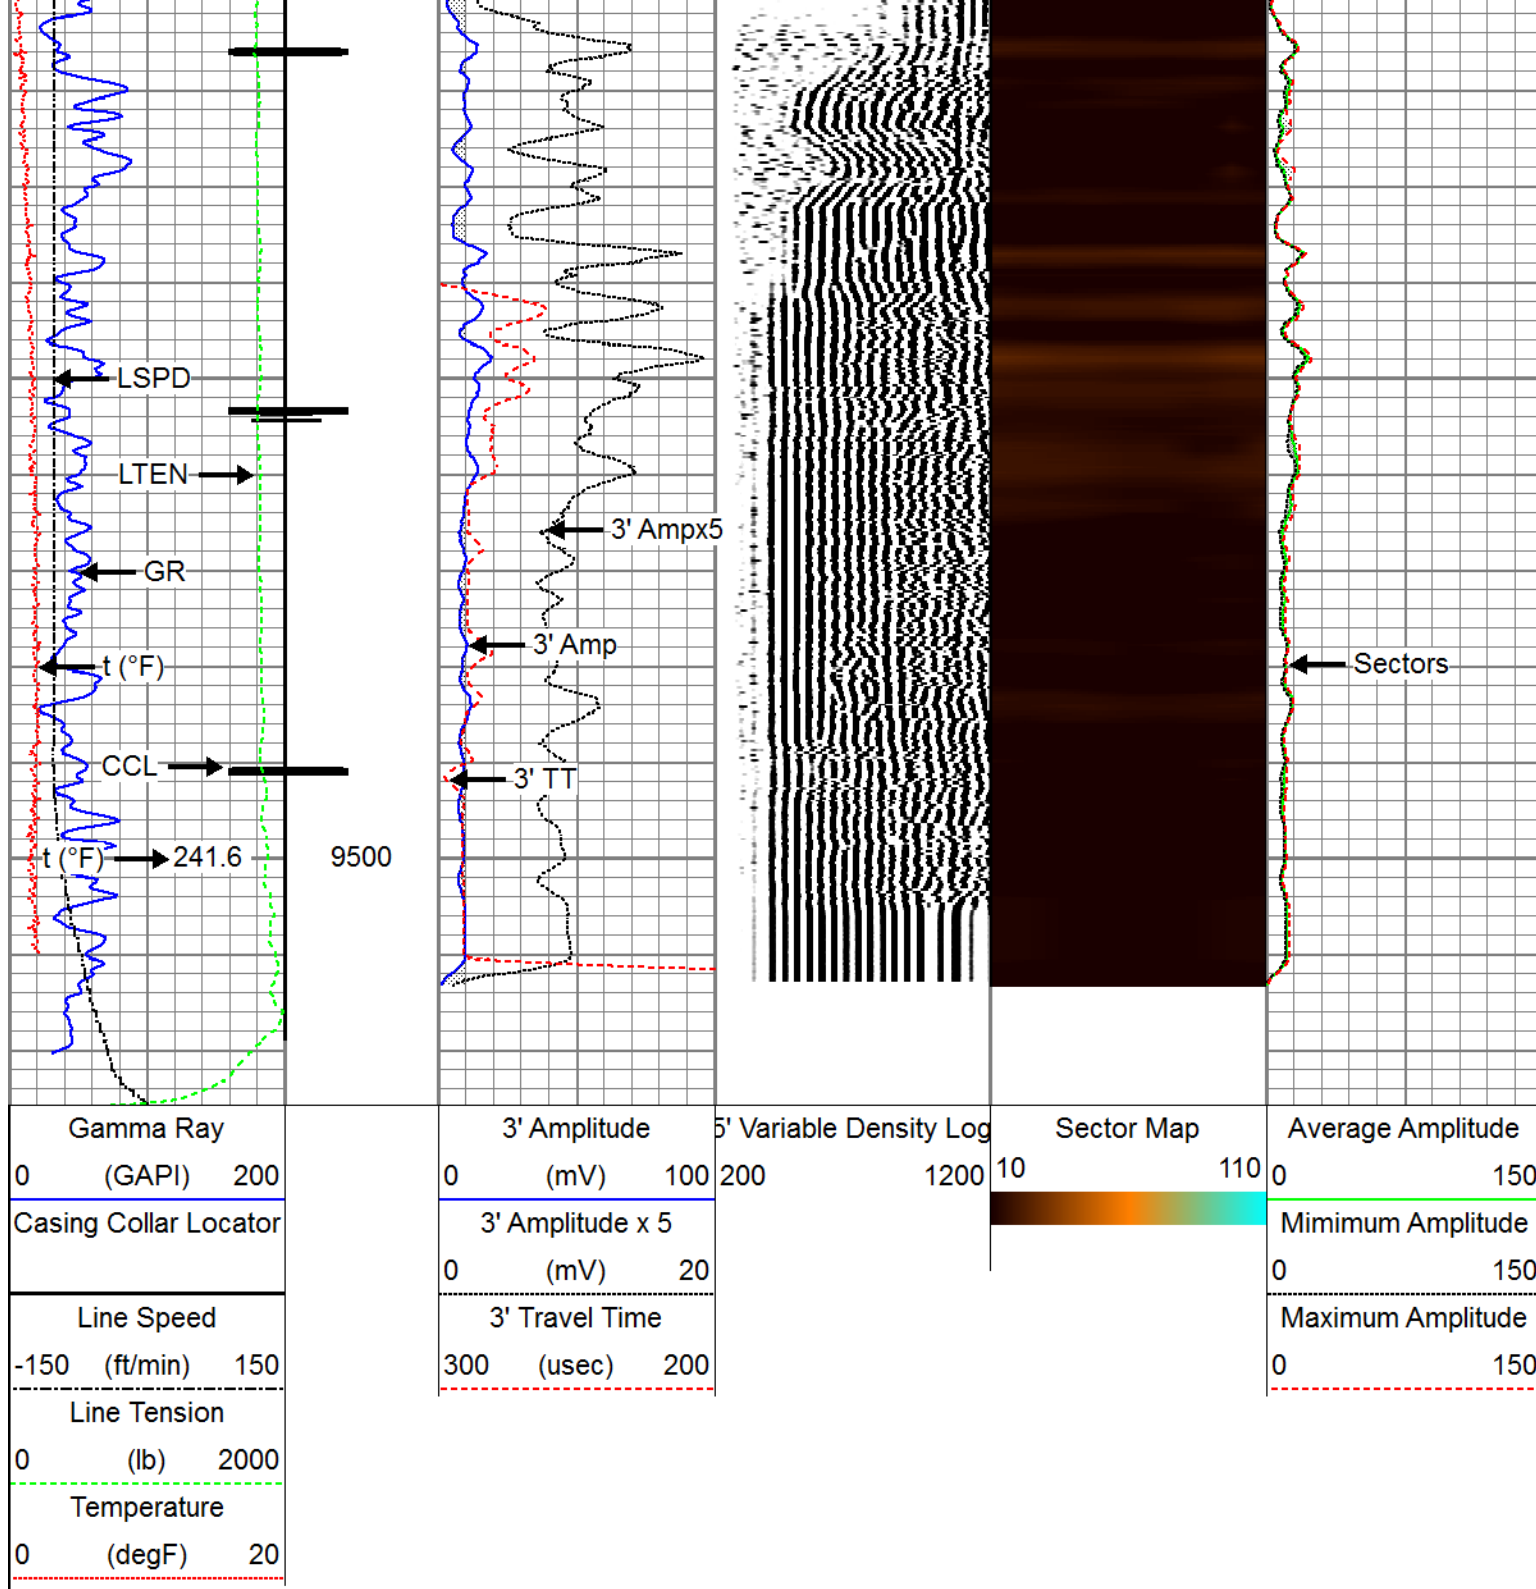 LSPD
LTEN
3' Ampx5
GR
3' Amp
t (°F)
Sectors
CCL
3' TT
t (°F) 241.6
9500
Gamma Ray
0 (GAPI) 200
Casing Collar Locator
Line Speed
-150 (ft/min) 150
Line Tension
0 (lb) 2000
Temperature
0 (degF) 20
3' Amplitude
0 (mV) 100
3' Amplitude x 5
0 (mV) 20
3' Travel Time
300 (usec) 200
5' Variable Density Log
200 1200
Sector Map
10 110
Average Amplitude
0 150
Mimimum Amplitude
0 150
Maximum Amplitude
0 150